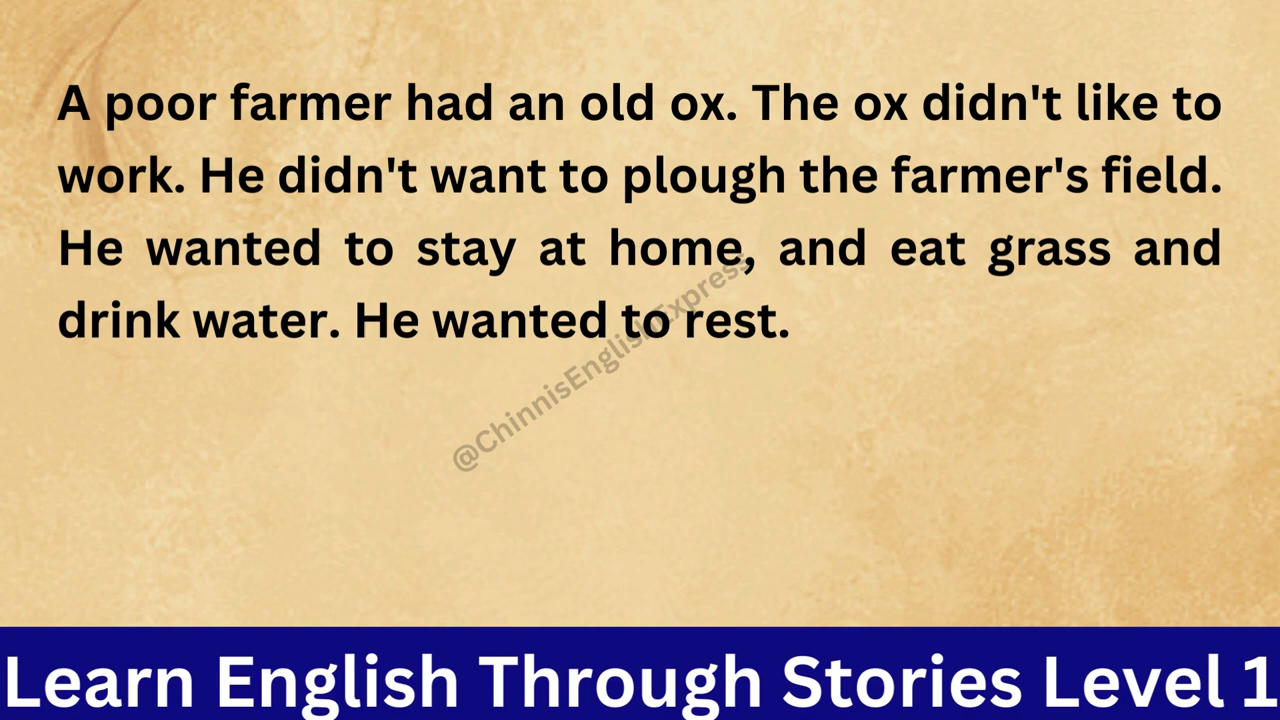 A poor farmer had an old ox. The ox didn't like to
work. He didn't want to plough the farmer's field.
He wanted to stay at home, and eat grass and
drink water. He wanted to rest.
@ChinnisEnglishExpress
Learn English Through Stories Level 1